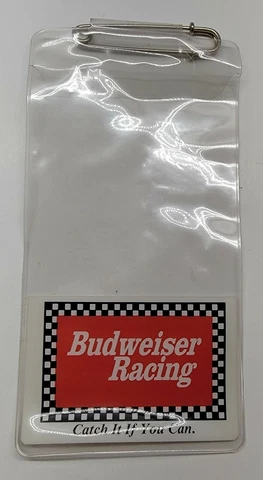 Budweiser
Racing
Catch It If You Can.